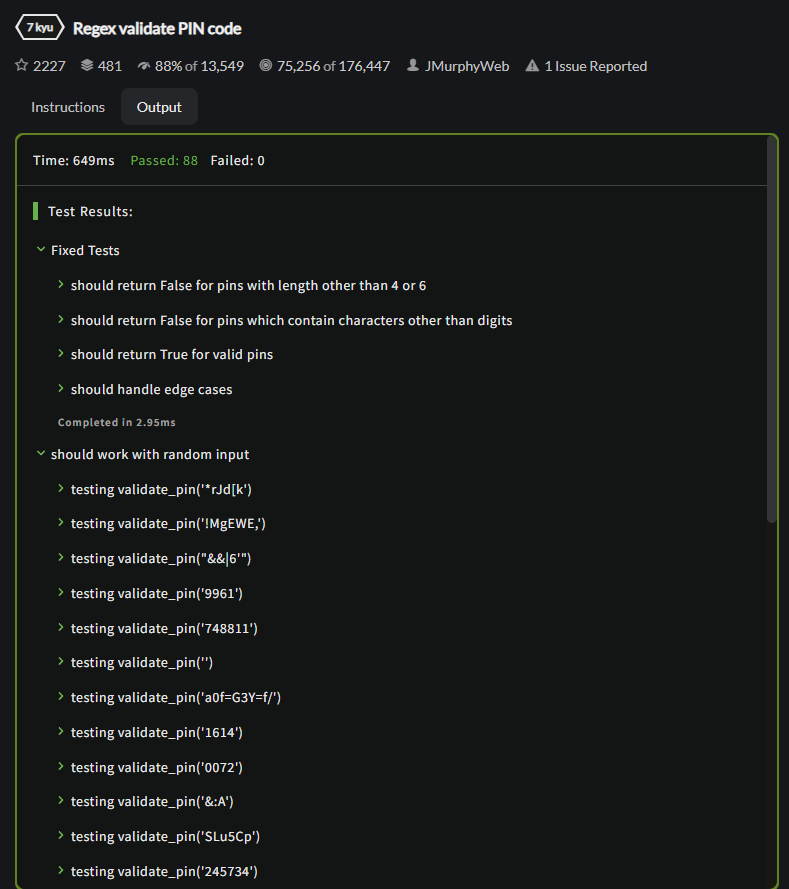 7 kyu Regex validate PIN code
2227 481 88% of 13,549 75,256 of 176,447 JMurphyWeb 1 Issue Reported
Instructions Output
Time: 649ms Passed: 88 Failed: 0
Test Results:
Fixed Tests
should return False for pins with length other than 4 or 6
should return False for pins which contain characters other than digits
should return True for valid pins
should handle edge cases
Completed in 2.95ms
should work with random input
testing validate_pin('*rJd[k')
testing validate_pin('!MgEWE,')
testing validate_pin("&&|6'")
testing validate_pin('9961')
testing validate_pin('748811')
testing validate_pin('')
testing validate_pin('a0f=G3Y=f/')
testing validate_pin('1614')
testing validate_pin('0072')
testing validate_pin('&:A')
testing validate_pin('SLu5Cp')
testing validate_pin('245734')